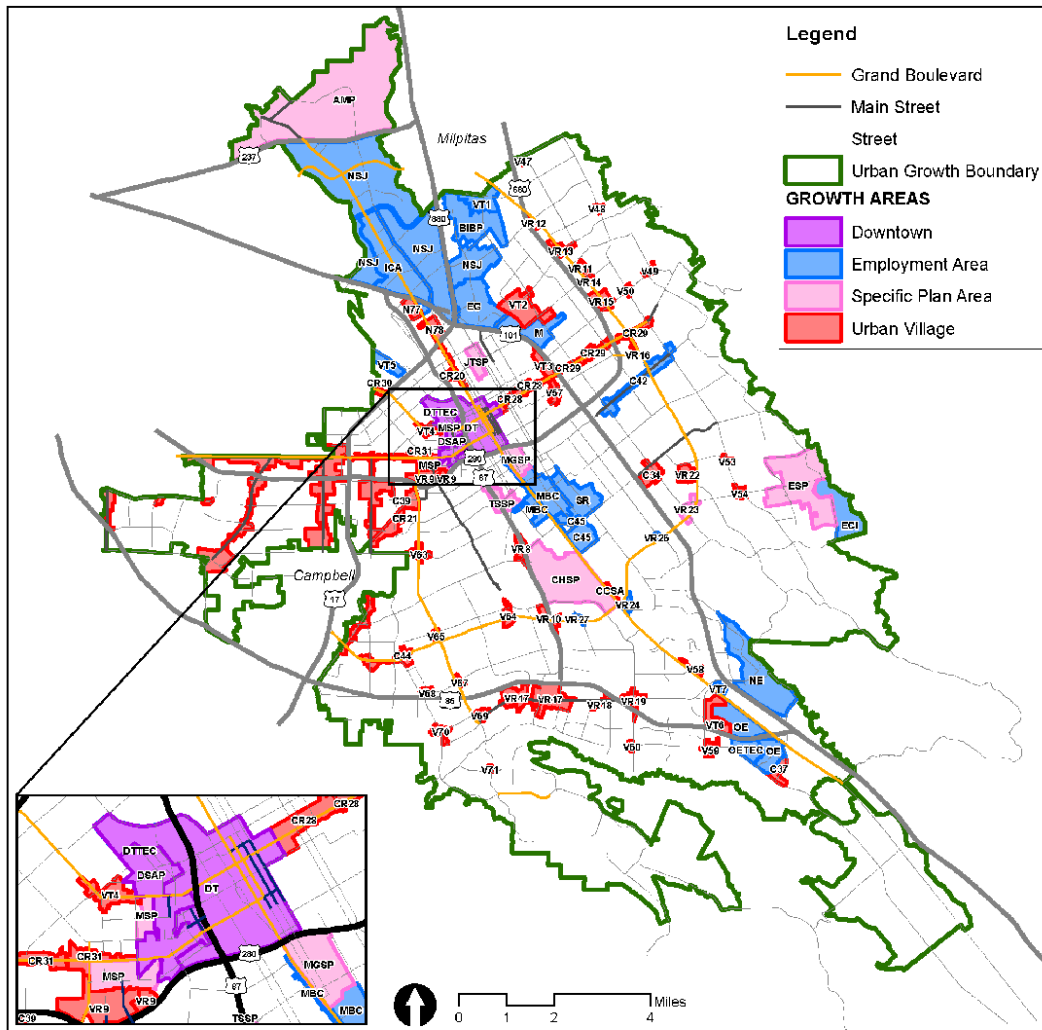 Legend
Grand Boulevard
Main Street
Street
Urban Growth Boundary
GROWTH AREAS
Downtown
Employment Area
Specific Plan Area
Urban Village
AMP
237
Milpitas
NSJ
880
VT1
BIBP
V47
680
VR12
V48
VR13
VR11
VR14
VR15
V50
V49
NSJ
NSJ
ICA
NSJ
EG
VT2
M
101
N77
N78
CR29
VR16
CR29
VT3
CR29
C42
JTSP
VT5
CR20
CR30
CR28
V57
CR28
DTTEC
MSP
DT
VT4
DSAP
CR31
MSP
280
87
MGSP
VR9
VR9
C39
CR21
TSSP
MBC
MBC
SR
C45
C45
C34
VR22
V53
V54
VR23
ESP
ECI
VR26
V63
VR8
CHSP
CCSA
VR24
Campbell
17
V64
VR10
VR27
V65
C44
V58
NE
VT7
V67
V68
85
V69
VR17
VR17
VR18
VR19
VT6
OE
V70
V60
V59
OETEC
OE
C37
V71
CR28
DTTEC
DSAP
DT
VT4
MSP
CR31
CR31
MSP
280
MGSP
87
MBC
VR9
VR9
MBC
C39
TSSP
Miles
0
1
2
4